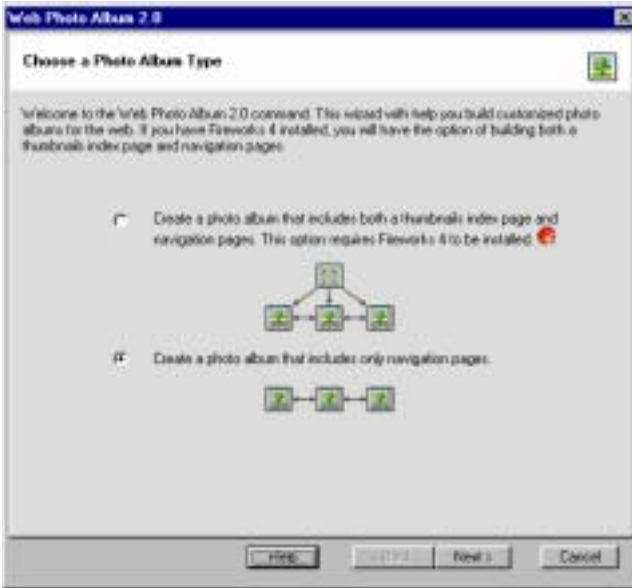 Web Photo Album 2.0
Choose a Photo Album Type
Welcome to the Web Photo Album 2.0 command. This wizard with help you build customized photo
albums for the web. If you have Fireworks 4 installed, you will have the option of building both a
thumbnails index page and navigation pages
Create a photo album that includes both a thumbnails index page and
navigation pages. This option requires Fireworks 4 to be installed.
Create a photo album that includes only navigation pages.
Help
Next >
Cancel